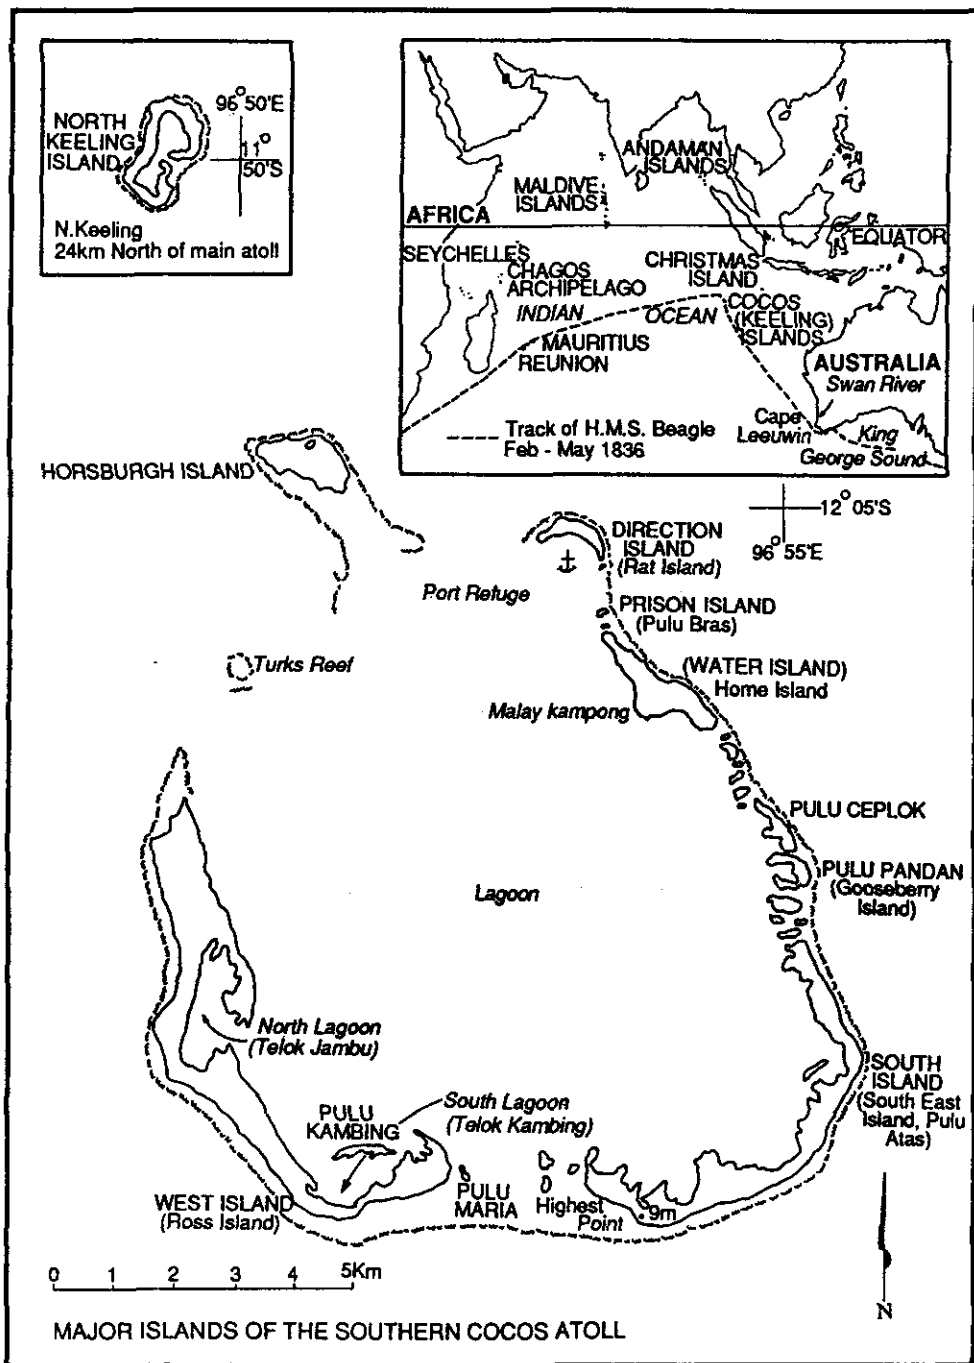 NORTH
KEELING
ISLAND
96°50'E
11°
50'S
N.Keeling
24km North of main atoll
ANDAMAN
ISLANDS
MALDIVE
ISLANDS
AFRICA
EQUATOR
SEYCHELLES
CHAGOS
ARCHIPELAGO
CHRISTMAS
ISLAND
INDIAN
OCEAN
COCOS
(KEELING)
ISLANDS
MAURITIUS
REUNION
AUSTRALIA
Swan River
Cape
Leeuwin
King
George Sound
Track of H.M.S. Beagle
Feb - May 1836
HORSBURGH ISLAND
12°05'S
96°55'E
DIRECTION
ISLAND
(Rat Island)
Port Refuge
PRISON ISLAND
(Pulu Bras)
Turks Reef
(WATER ISLAND)
Home Island
Malay kampong
PULU CEPLOK
PULU PANDAN
(Gooseberry
Island)
Lagoon
North Lagoon
(Telok Jambu)
SOUTH
ISLAND
(South East
Island, Pulu
Atas)
South Lagoon
(Telok Kambing)
PULU
KAMBING
WEST ISLAND
(Ross Island)
PULU
MARIA
Highest
Point
9m
0 1 2 3 4 5Km
N
MAJOR ISLANDS OF THE SOUTHERN COCOS ATOLL